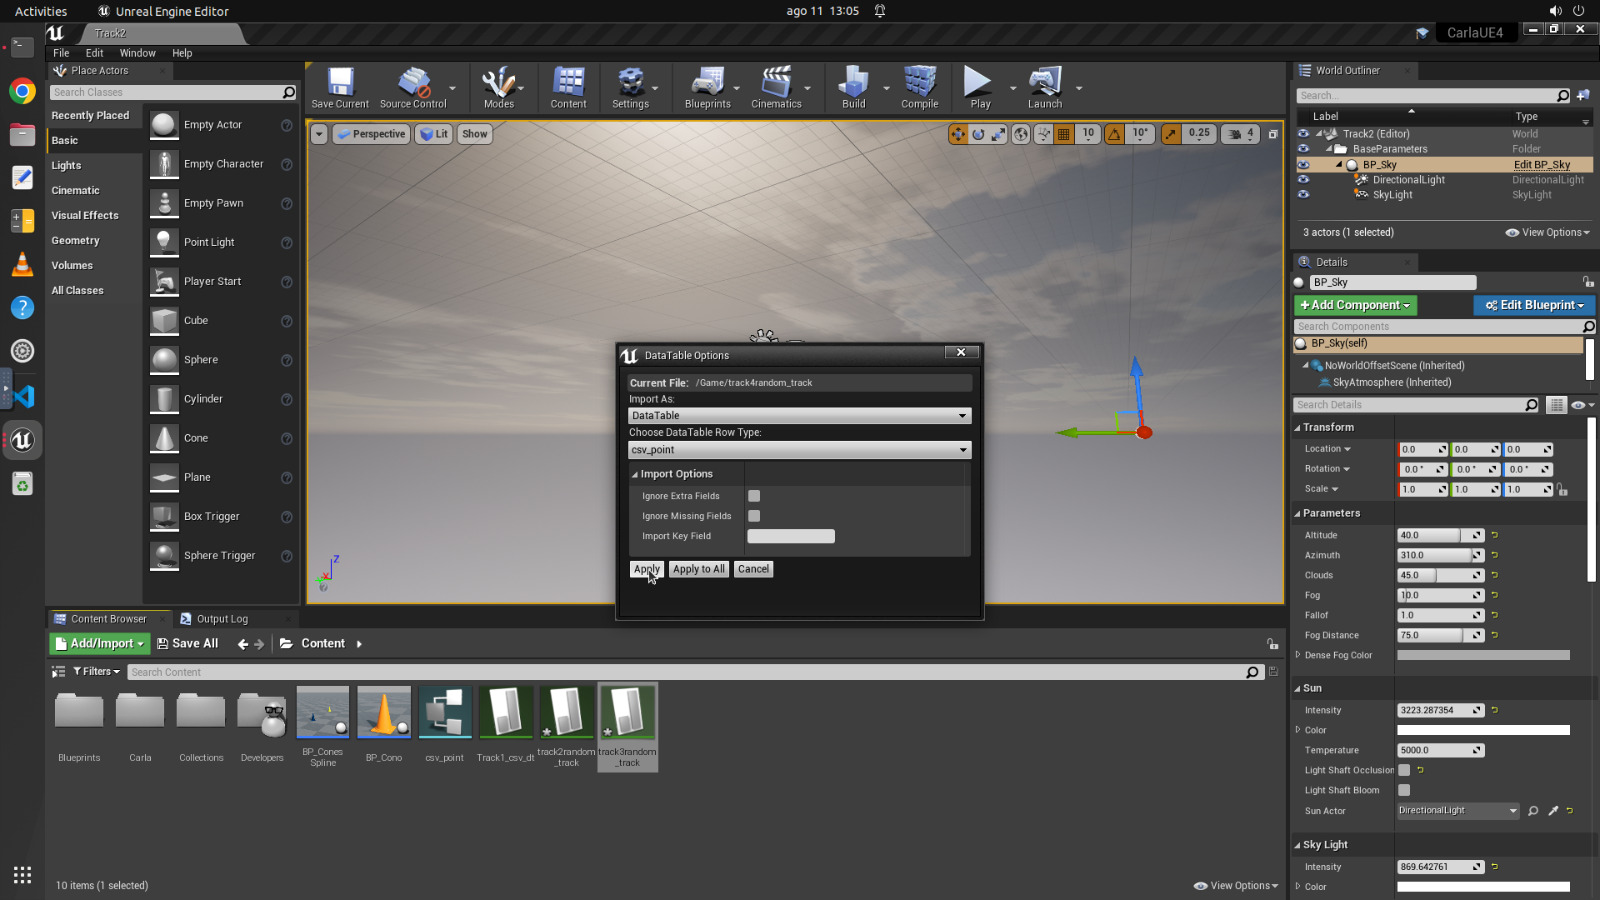 Activities
Unreal Engine Editor
ago 11 13:05
Track2
CarlaUE4
File Edit Window Help
Place Actors
Search Classes
Recently Placed
Basic
Lights
Cinematic
Visual Effects
Geometry
Volumes
All Classes
Empty Actor
Empty Character
Empty Pawn
Point Light
Player Start
Cube
Sphere
Cylinder
Cone
Plane
Box Trigger
Sphere Trigger
Save Current Source Control Modes Content Settings Blueprints Cinematics Build Compile Play Launch
Perspective Lit Show
10 10° 0.25 4
DataTable Options
Current File: /Game/track4random_track
Import As:
DataTable
Choose DataTable Row Type:
csv_point
Import Options
Ignore Extra Fields
Ignore Missing Fields
Import Key Field
Apply Apply to All Cancel
Z
X
World Outliner
Search...
Label Type
Track2 (Editor) World
BaseParameters Folder
BP_Sky Edit BP_Sky
DirectionalLight DirectionalLight
SkyLight SkyLight
3 actors (1 selected) View Options
Details
BP_Sky
+Add Component Edit Blueprint
Search Components
BP_Sky(self)
NoWorldOffsetScene (Inherited)
SkyAtmosphere (Inherited)
Search Details
Transform
Location 0.0 0.0 0.0
Rotation 0.0 ° 0.0 ° 0.0 °
Scale 1.0 1.0 1.0
Parameters
Altitude 40.0
Azimuth 310.0
Clouds 45.0
Fog 10.0
Fallof 1.0
Fog Distance 75.0
Dense Fog Color
Sun
Intensity 3223.287354
Color
Temperature 5000.0
Light Shaft Occlusion
Light Shaft Bloom
Sun Actor DirectionalLight
Sky Light
Intensity 869.642761
Color
Content Browser Output Log
Add/Import Save All Content
Filters Search Content
Blueprints
Carla
Collections
Developers
BP_Cones
Spline
BP_Cono
csv_point
Track1_csv_dt
track2random
_track
track3random
_track
10 items (1 selected) View Options